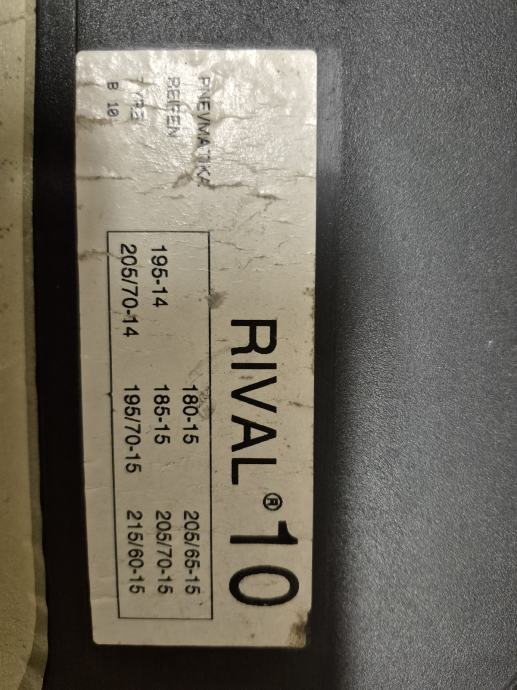 RIVAL® 10
PNEVMATIKA
REIFEN
TYRE
180-15 205/65-15
195-14 185-15 205/70-15
205/70-14 195/70-15 215/60-15